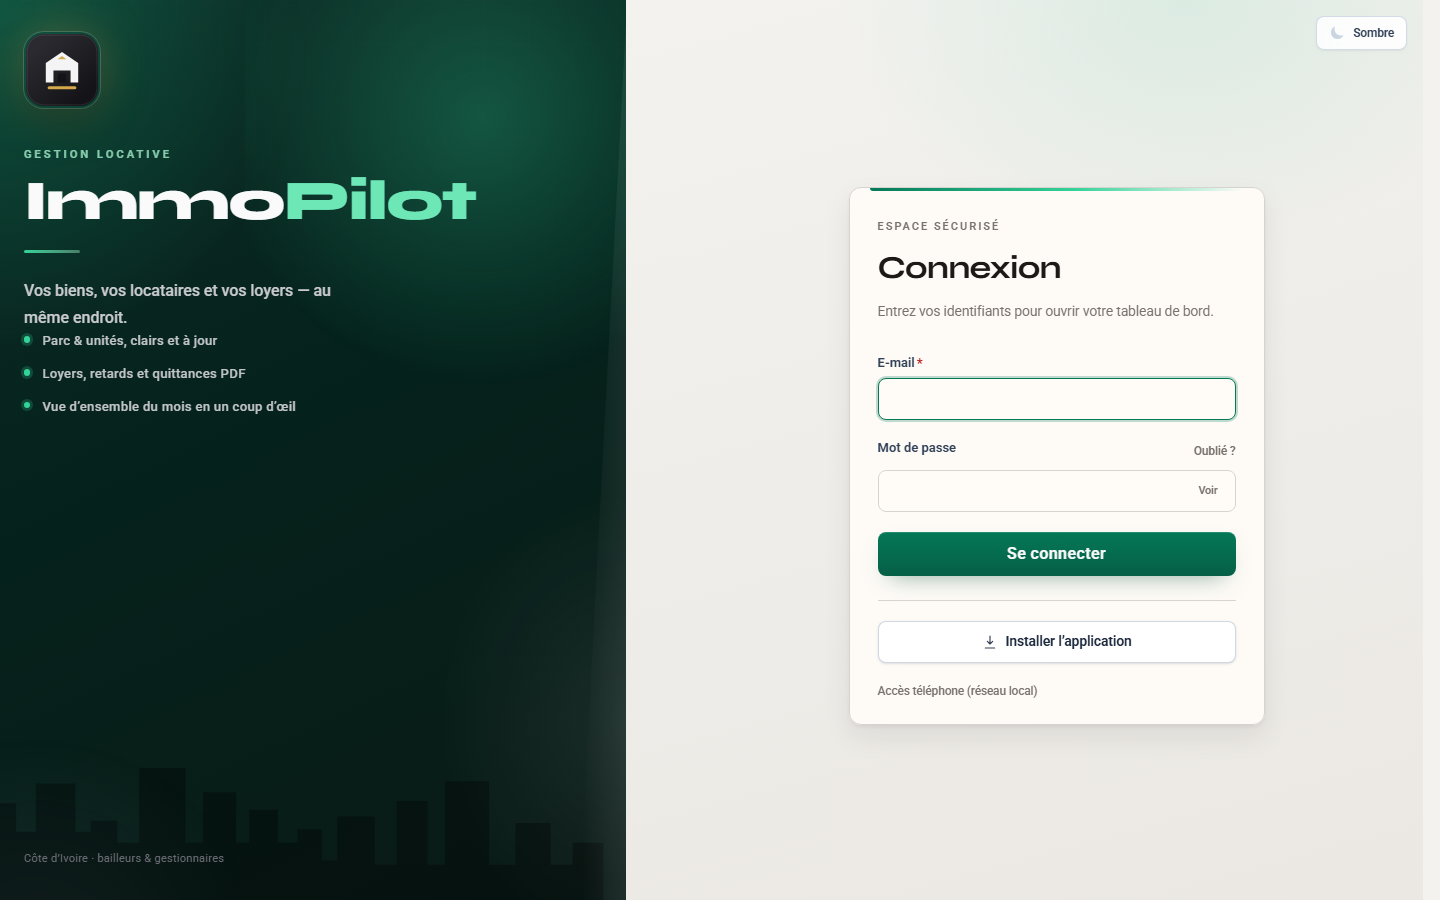 GESTION LOCATIVE
ImmoPilot
Vos biens, vos locataires et vos loyers — au
même endroit.
Parc & unités, clairs et à jour
Loyers, retards et quittances PDF
Vue d’ensemble du mois en un coup d’œil
Côte d’Ivoire · bailleurs & gestionnaires
Sombre
ESPACE SÉCURISÉ
Connexion
Entrez vos identifiants pour ouvrir votre tableau de bord.
E-mail *
Mot de passe
Oublié ?
Voir
Se connecter
Installer l’application
Accès téléphone (réseau local)